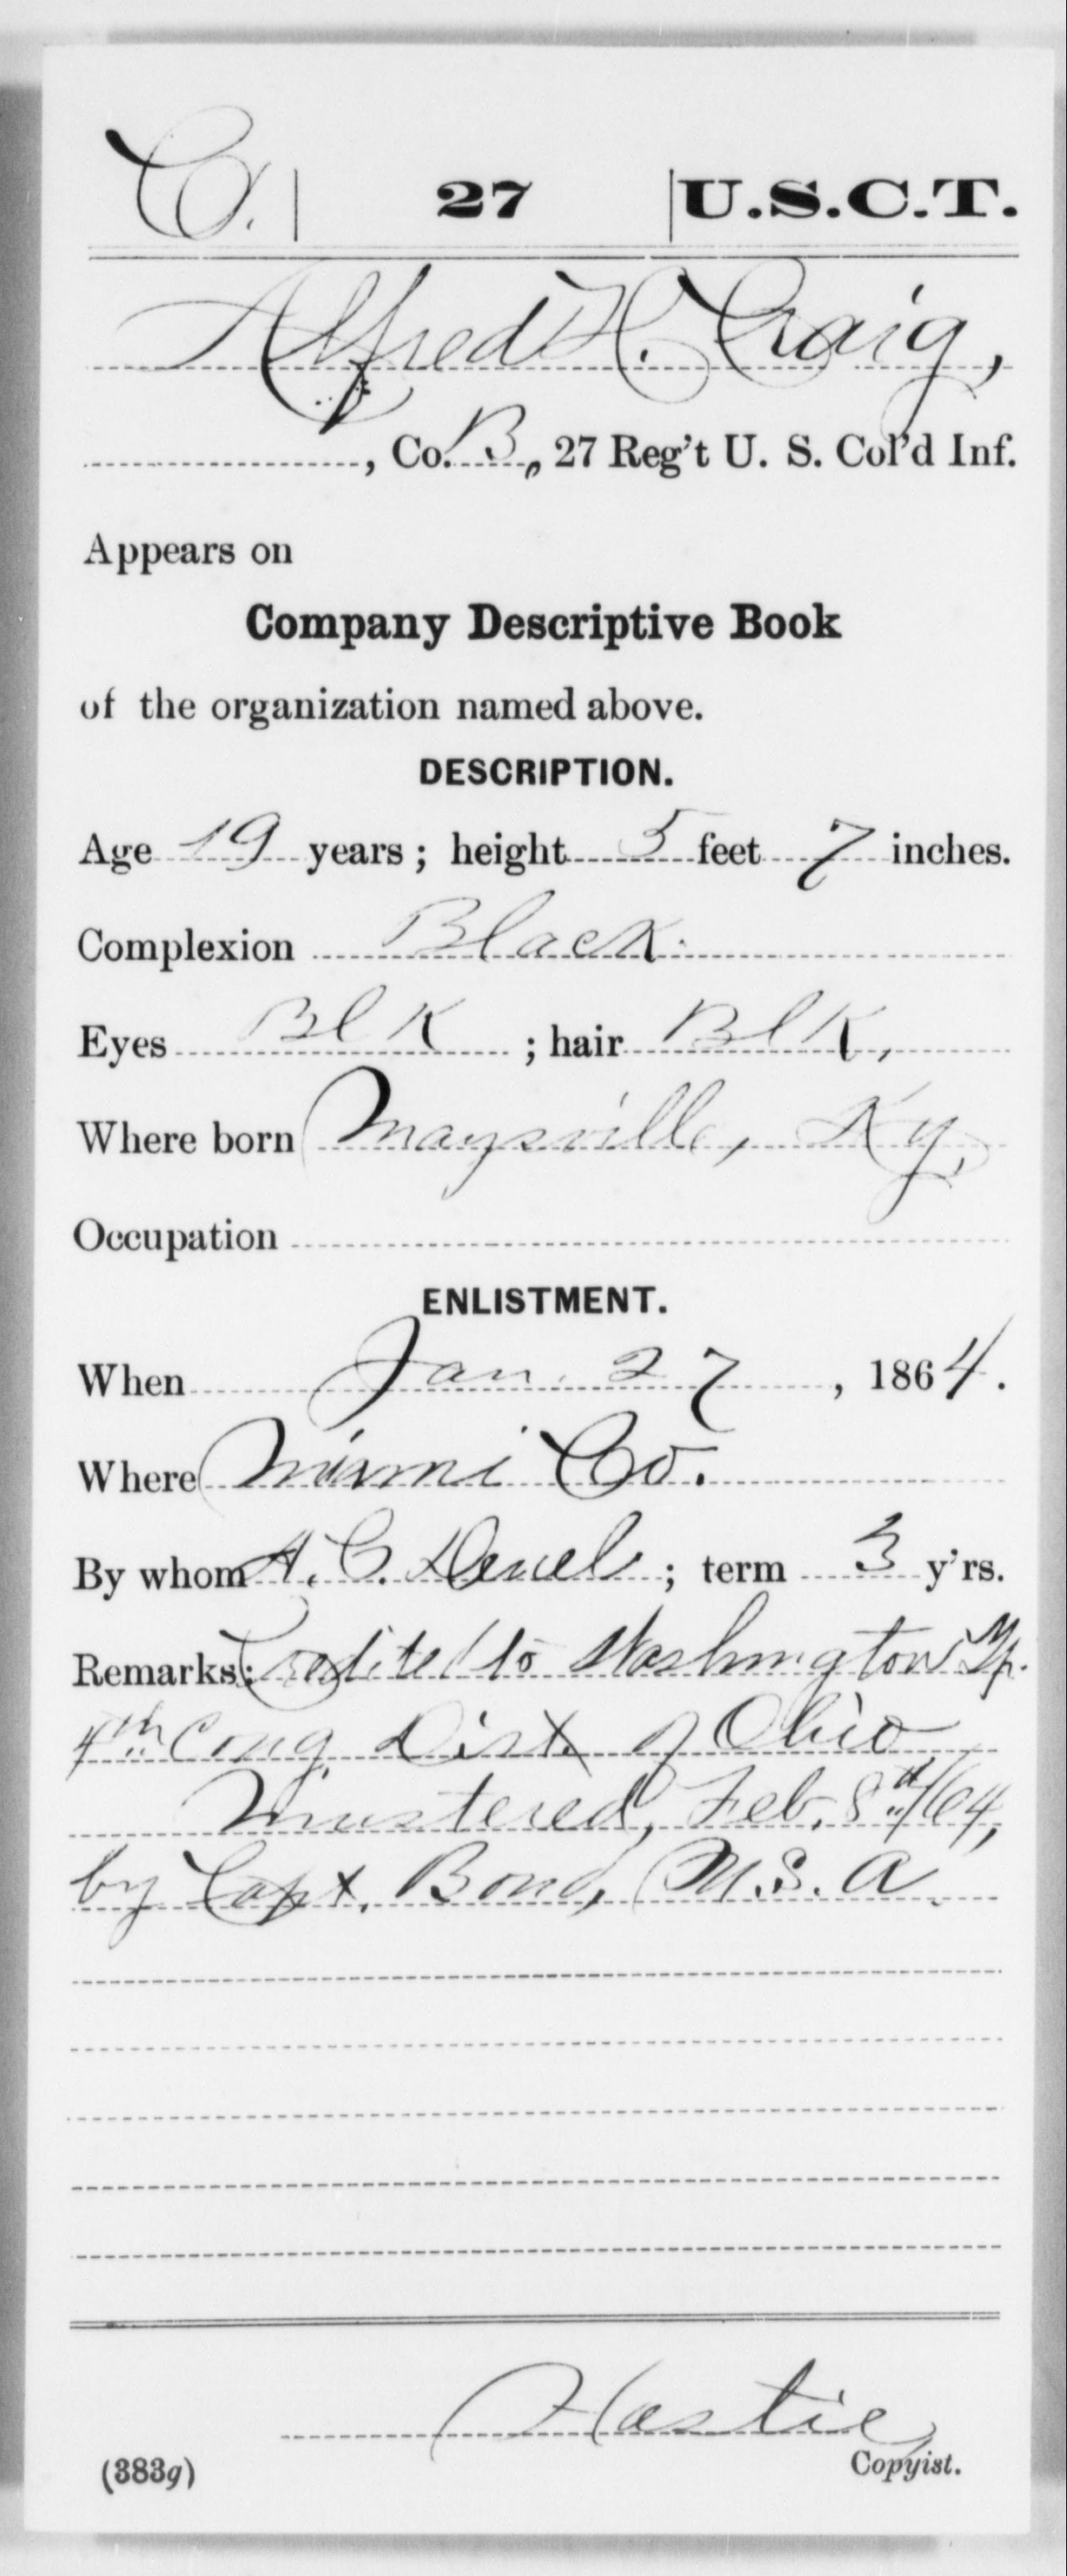 C. | 27 | U.S.C.T.
Alfred H. Craig,
, Co. B, 27 Reg't U. S. Col'd Inf.
Appears on
Company Descriptive Book
of the organization named above.
DESCRIPTION.
Age 19 years; height 5 feet 7 inches.
Complexion Black.
Eyes Blk ; hair Blk,
Where born Maysville, Ky,
Occupation
ENLISTMENT.
When Jan. 27, 1864.
Where Miami Co.
By whom A. C. Deuel; term 3 y'rs.
Remarks: Credited to Washington Tp.
4th Cong. Dist. of Ohio
Mustered, Feb. 8th/64,
by Capt. Bond, U.S.A.
Hastie
(383g) Copyist.